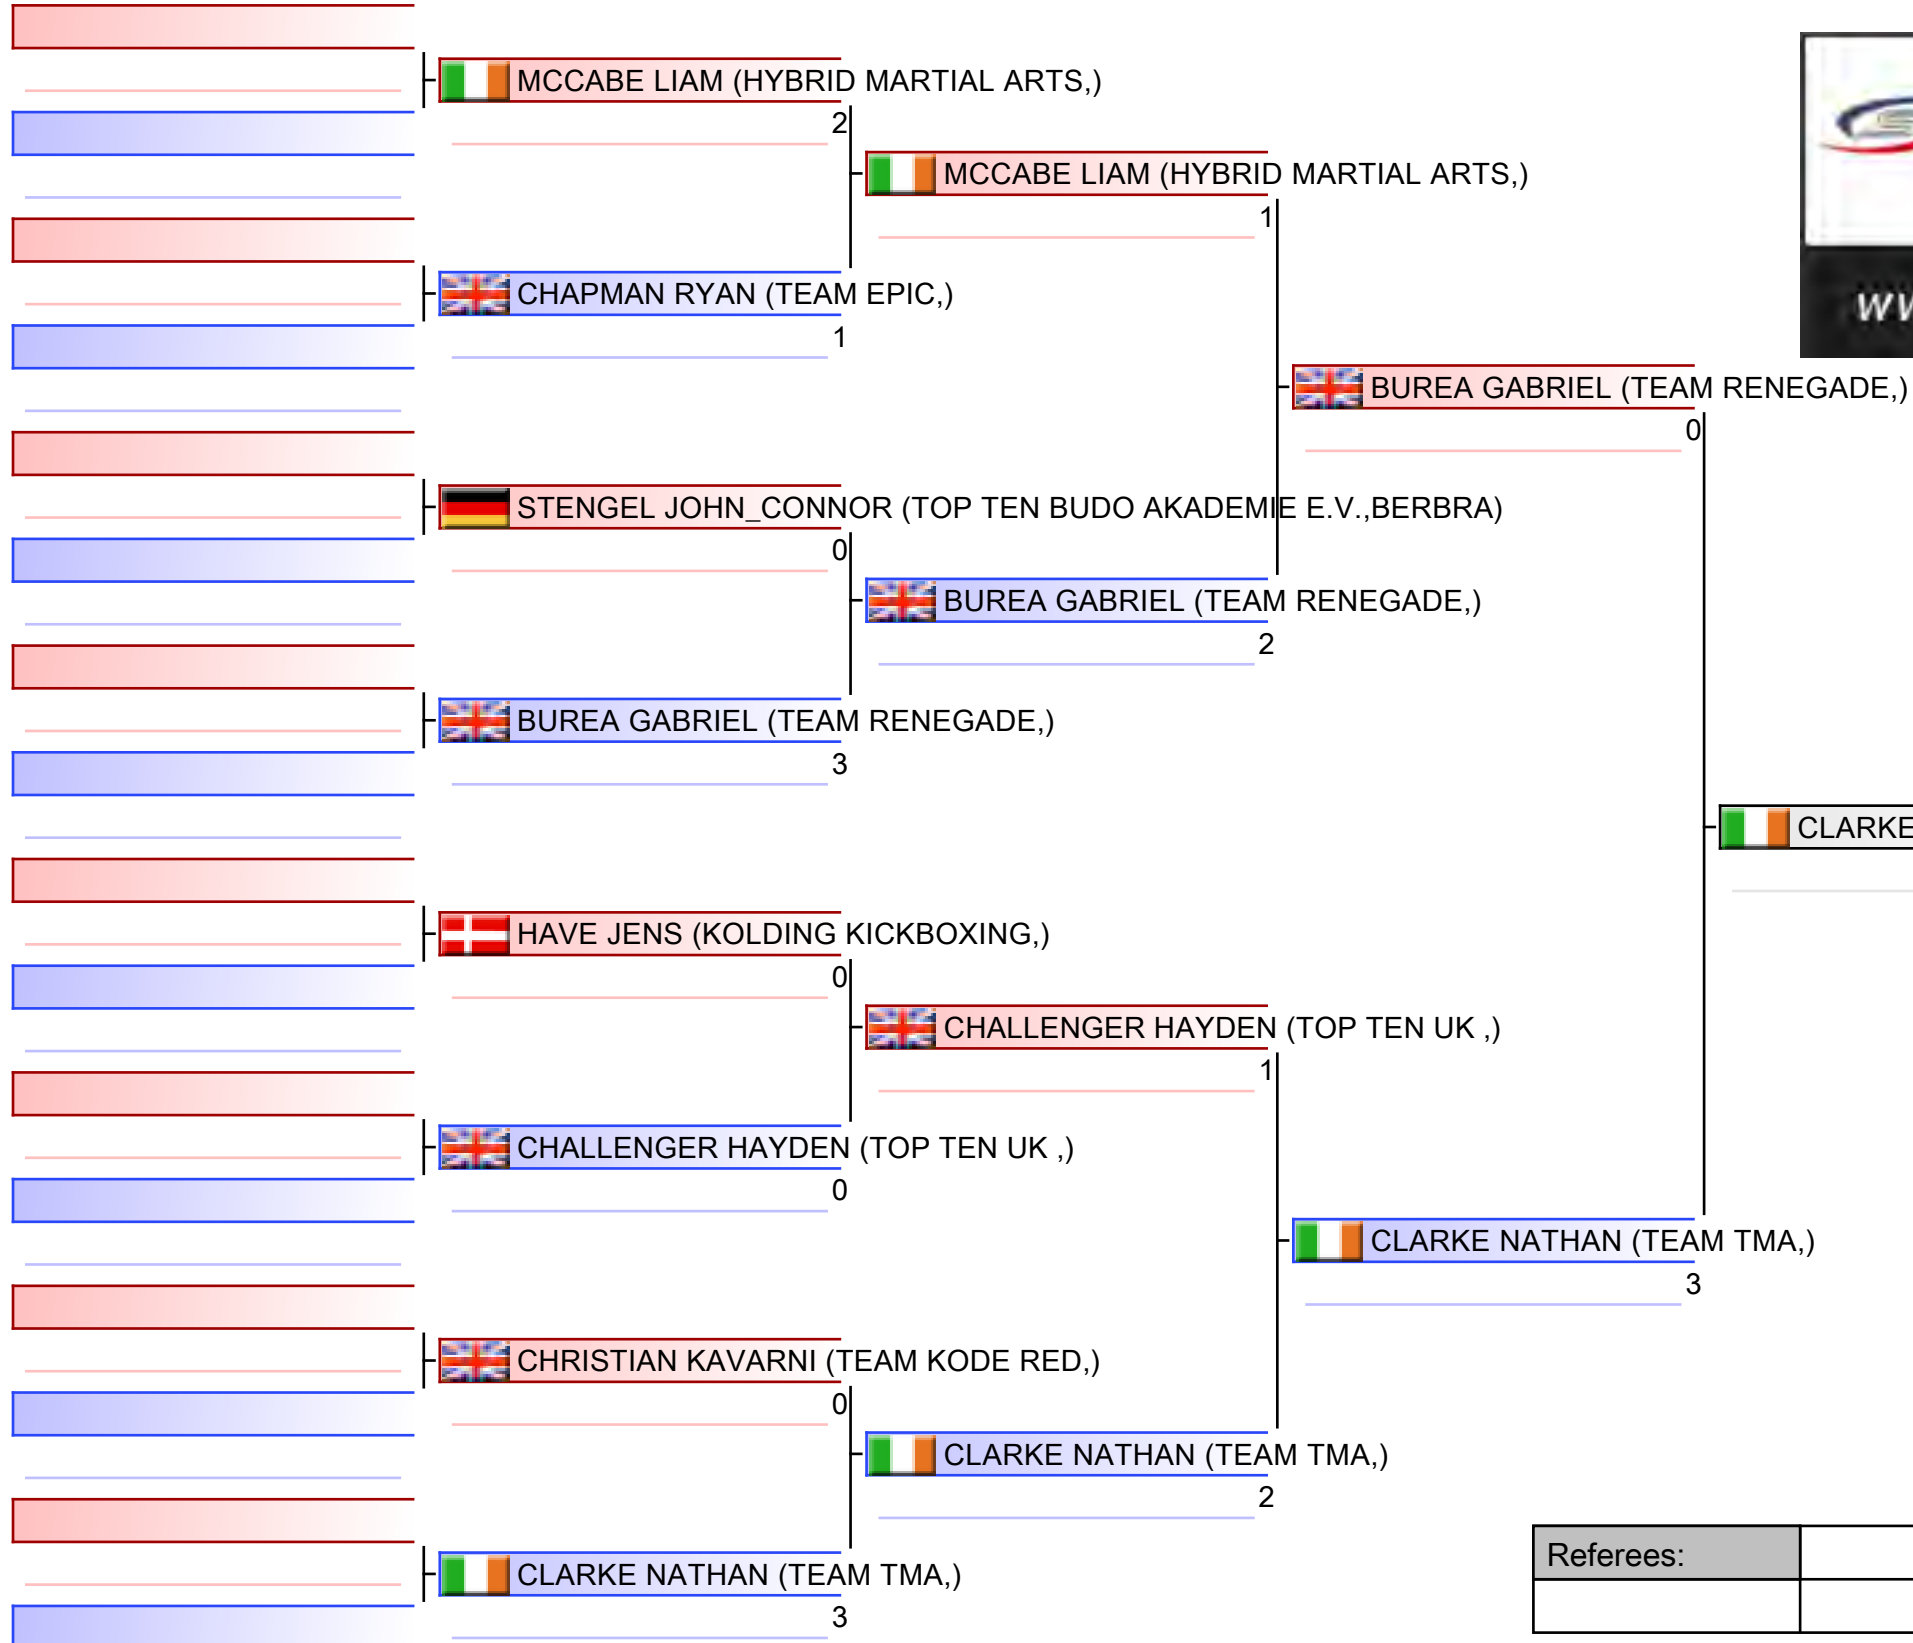 MCCABE LIAM (HYBRID MARTIAL ARTS,)
2
MCCABE LIAM (HYBRID MARTIAL ARTS,)
1
CHAPMAN RYAN (TEAM EPIC,)
1
BUREA GABRIEL (TEAM RENEGADE,)
0
STENGEL JOHN_CONNOR (TOP TEN BUDO AKADEMIE E.V.,BERBRA)
0
BUREA GABRIEL (TEAM RENEGADE,)
2
BUREA GABRIEL (TEAM RENEGADE,)
3
CLARKE
HAVE JENS (KOLDING KICKBOXING,)
0
CHALLENGER HAYDEN (TOP TEN UK ,)
1
CHALLENGER HAYDEN (TOP TEN UK ,)
0
CLARKE NATHAN (TEAM TMA,)
3
CHRISTIAN KAVARNI (TEAM KODE RED,)
0
CLARKE NATHAN (TEAM TMA,)
2
CLARKE NATHAN (TEAM TMA,)
3
Referees: